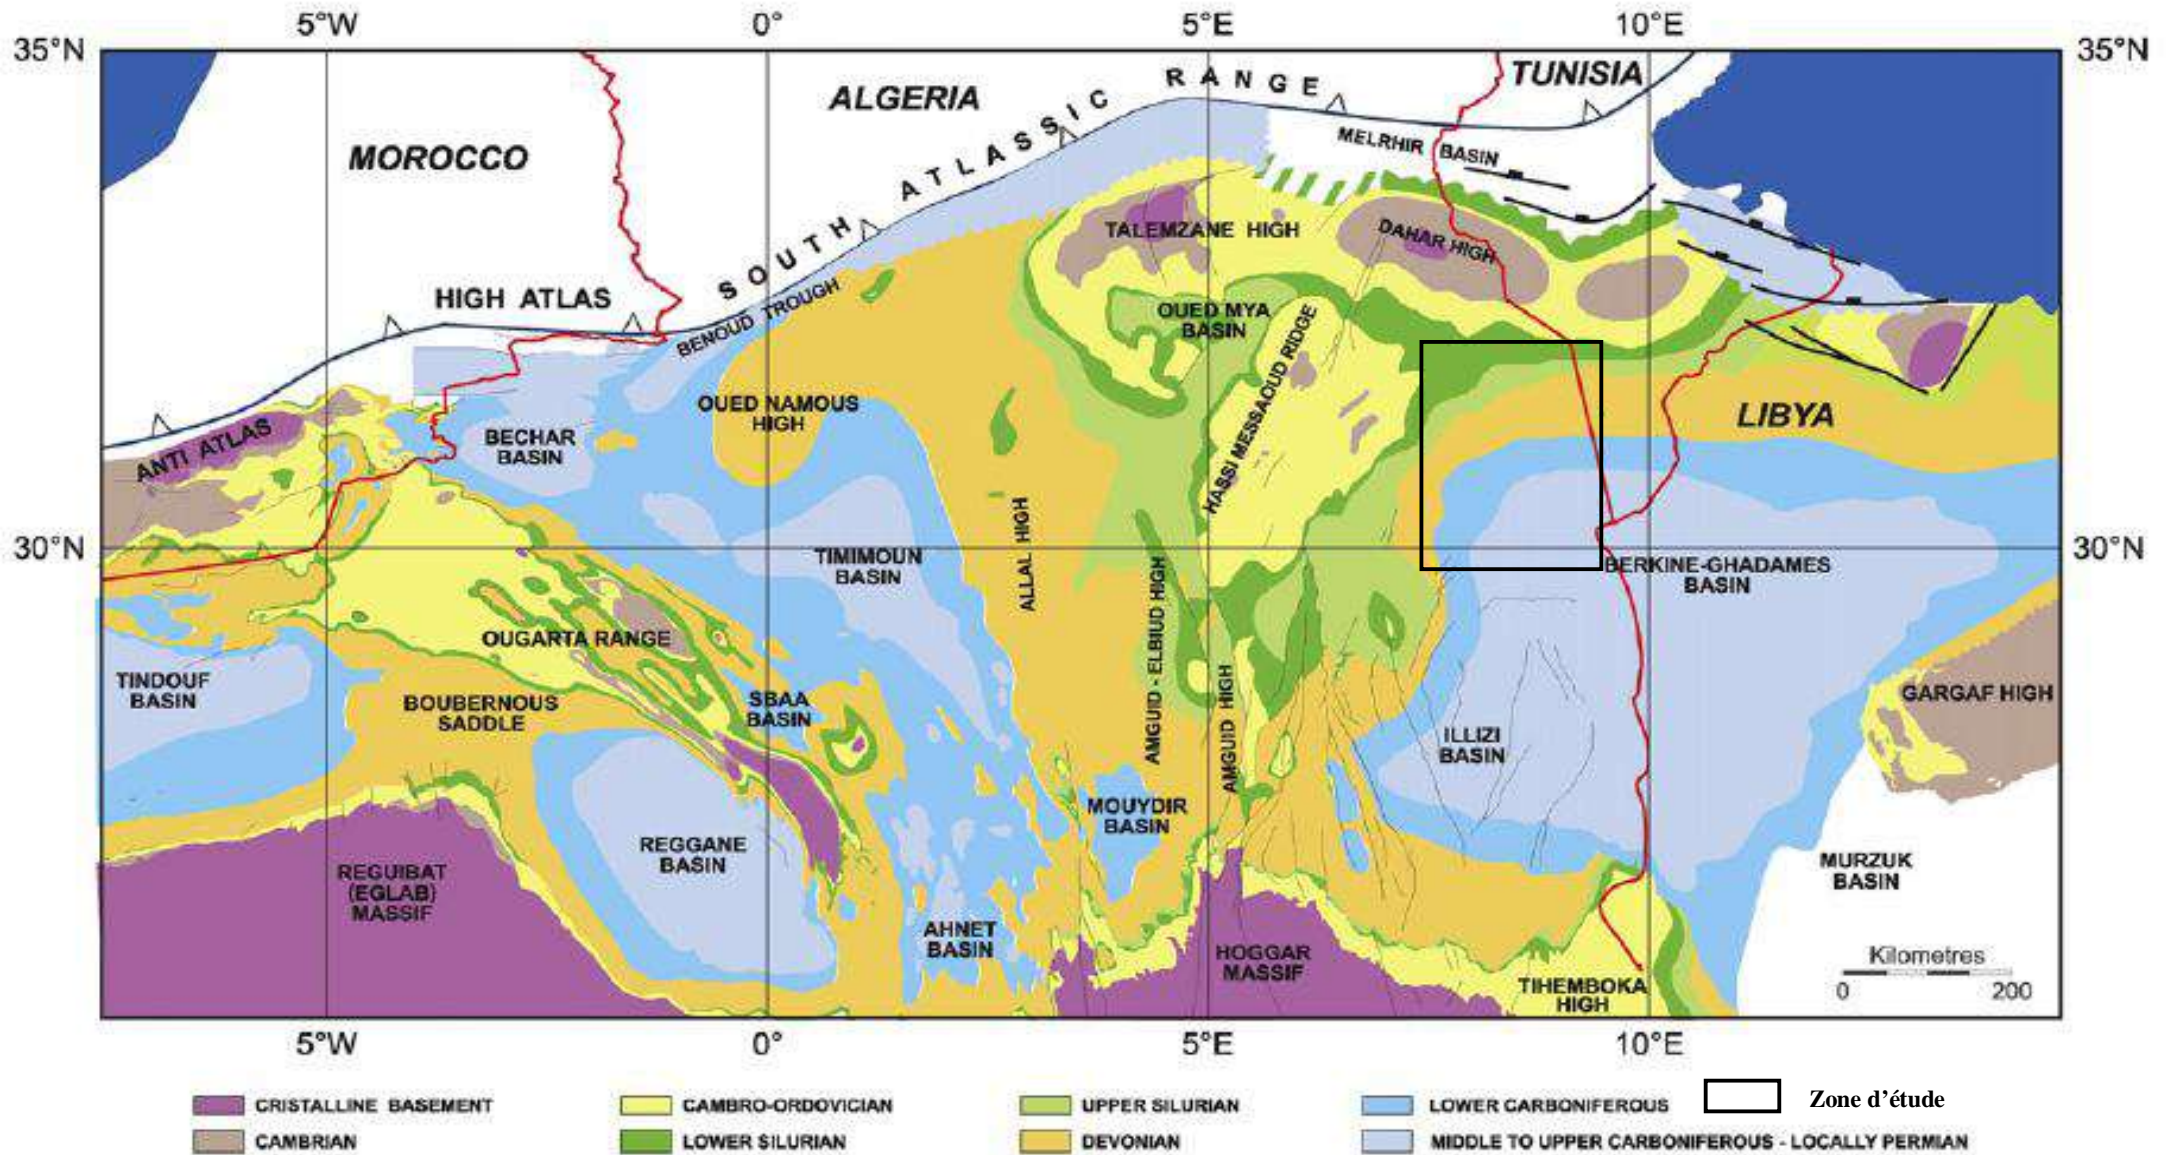 5°W 0° 5°E 10°E
35°N 35°N
TUNISIA
ALGERIA
SOUTH ATLASSIC RANGE
MELRHIR BASIN
MOROCCO
TALEMZANE HIGH
DAHAR HIGH
HIGH ATLAS
BENOUD TROUGH
OUED MYA
BASIN
HASSI MESSAOUD RIDGE
OUED NAMOUS
HIGH
LIBYA
ANTI ATLAS
BECHAR
BASIN
30°N 30°N
TIMIMOUN
BASIN
ALLAL HIGH
AMGUID - ELBIUD HIGH
BERKINE-GHADAMES
BASIN
OUGARTA RANGE
TINDOUF
BASIN
BOUBERNOUS
SADDLE
SBAA
BASIN
AMGUID HIGH
ILLIZI
BASIN
GARGAF HIGH
MOUYDIR
BASIN
REGGANE
BASIN
REGUIBAT
(EGLAB)
MASSIF
MURZUK
BASIN
AHNET
BASIN
HOGGAR
MASSIF
TIHEMBOKA
HIGH
Kilometres
0 200
5°W 0° 5°E 10°E
CRISTALLINE BASEMENT
CAMBRO-ORDOVICIAN
UPPER SILURIAN
LOWER CARBONIFEROUS
Zone d'étude
CAMBRIAN
LOWER SILURIAN
DEVONIAN
MIDDLE TO UPPER CARBONIFEROUS - LOCALLY PERMIAN